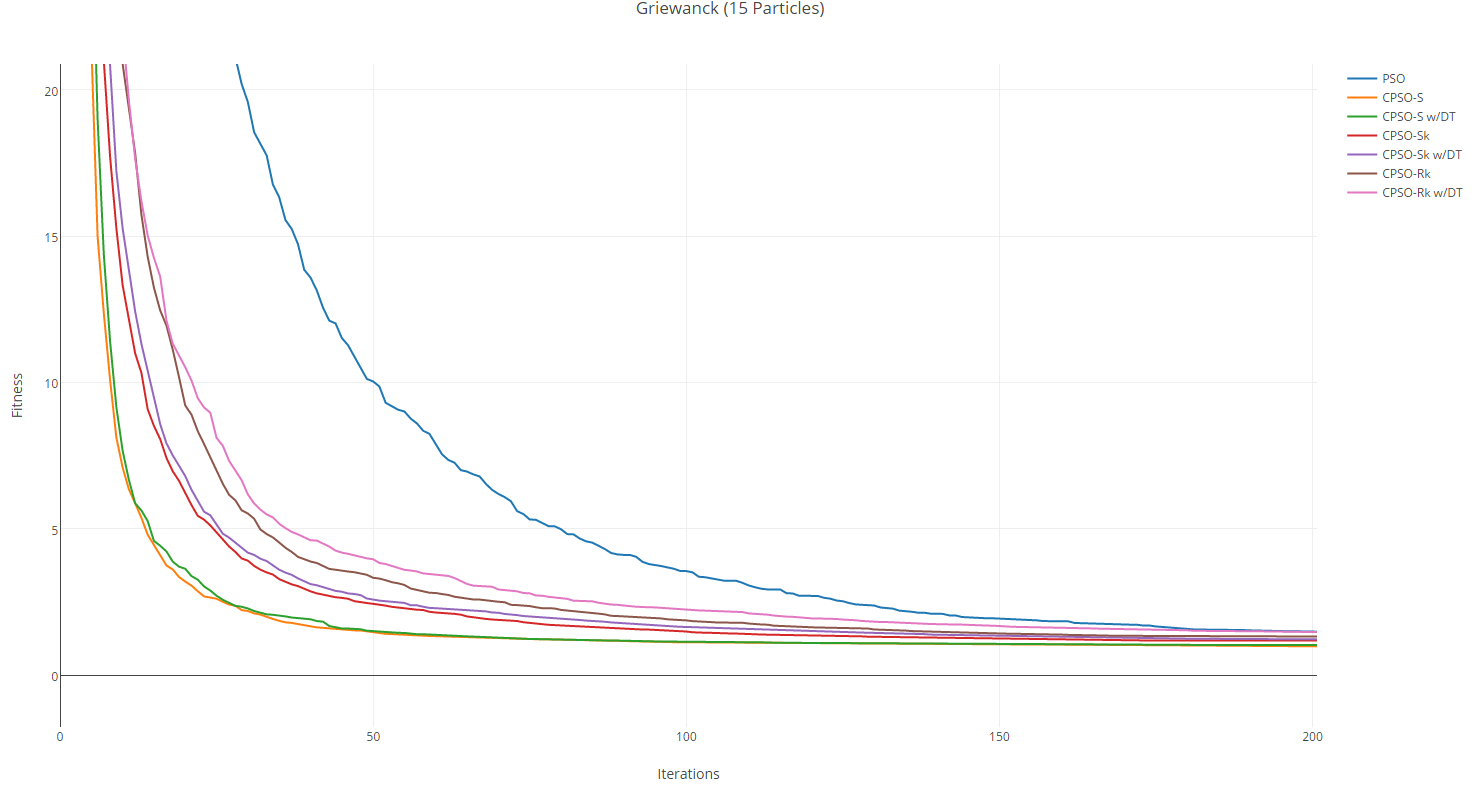 Griewanck (15 Particles)
PSO
CPSO-S
CPSO-S w/DT
CPSO-Sk
CPSO-Sk w/DT
CPSO-Rk
CPSO-Rk w/DT
20
15
10
5
0
Fitness
0 50 100 150 200
Iterations